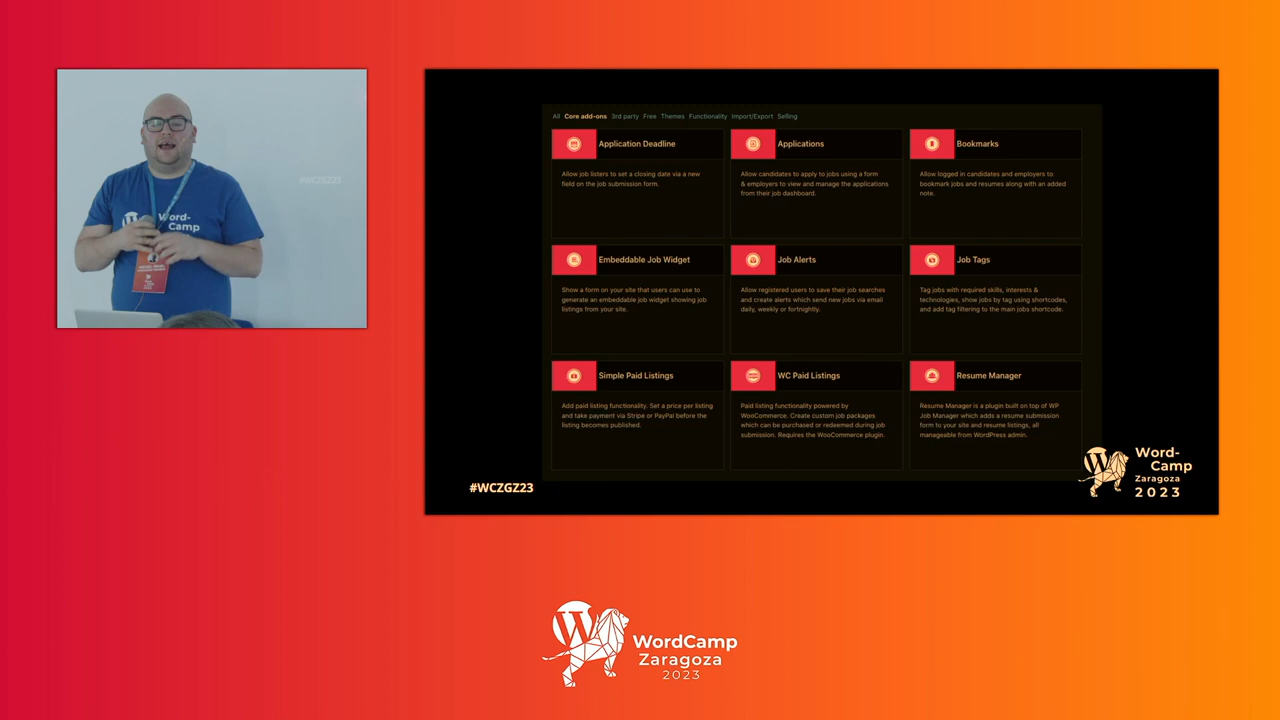 #WCZGZ23
Word-
Camp
All Core add-ons 3rd party Free Themes Functionality Import/Export Selling
Application Deadline
Allow job listers to set a closing date via a new
field on the job submission form.
Applications
Allow candidates to apply to jobs using a form
& employers to view and manage the applications
from their job dashboard.
Bookmarks
Allow logged in candidates and employers to
bookmark jobs and resumes along with an added
note.
Embeddable Job Widget
Show a form on your site that users can use to
generate an embeddable job widget showing job
listings from your site.
Job Alerts
Allow registered users to save their job searches
and create alerts which send new jobs via email
daily, weekly or fortnightly.
Job Tags
Tag jobs with required skills, interests &
technologies, show jobs by tag using shortcodes,
and add tag filtering to the main jobs shortcode.
Simple Paid Listings
Add paid listing functionality. Set a price per listing
and take payment via Stripe or PayPal before the
listing becomes published.
WC Paid Listings
Paid listing functionality powered by
WooCommerce. Create custom job packages
which can be purchased or redeemed during job
submission. Requires the WooCommerce plugin.
Resume Manager
Resume Manager is a plugin built on top of WP
Job Manager which adds a resume submission
form to your site and resume listings, all
manageable from WordPress admin.
#WCZGZ23
Word-
Camp
Zaragoza
2023
WordCamp
Zaragoza
2023